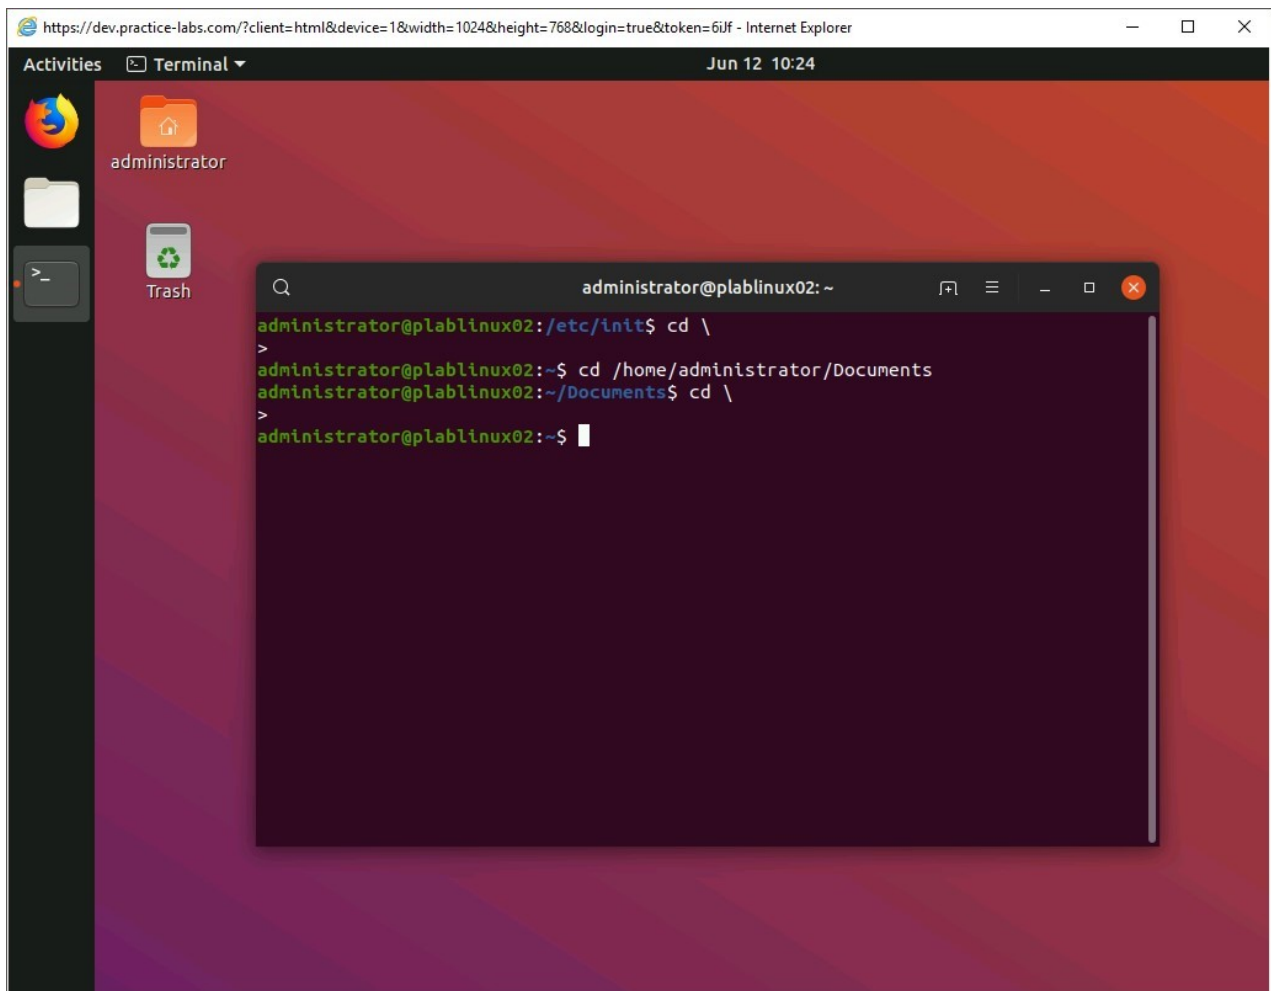 https://dev.practice-labs.com/?client=html&device=1&width=1024&height=768&login=true&token=6iJf - Internet Explorer
Activities Terminal Jun 12 10:24
administrator
Trash
administrator@plablinux02: ~
administrator@plablinux02:/etc/init$ cd \
>
administrator@plablinux02:~$ cd /home/administrator/Documents
administrator@plablinux02:~/Documents$ cd \
>
administrator@plablinux02:~$